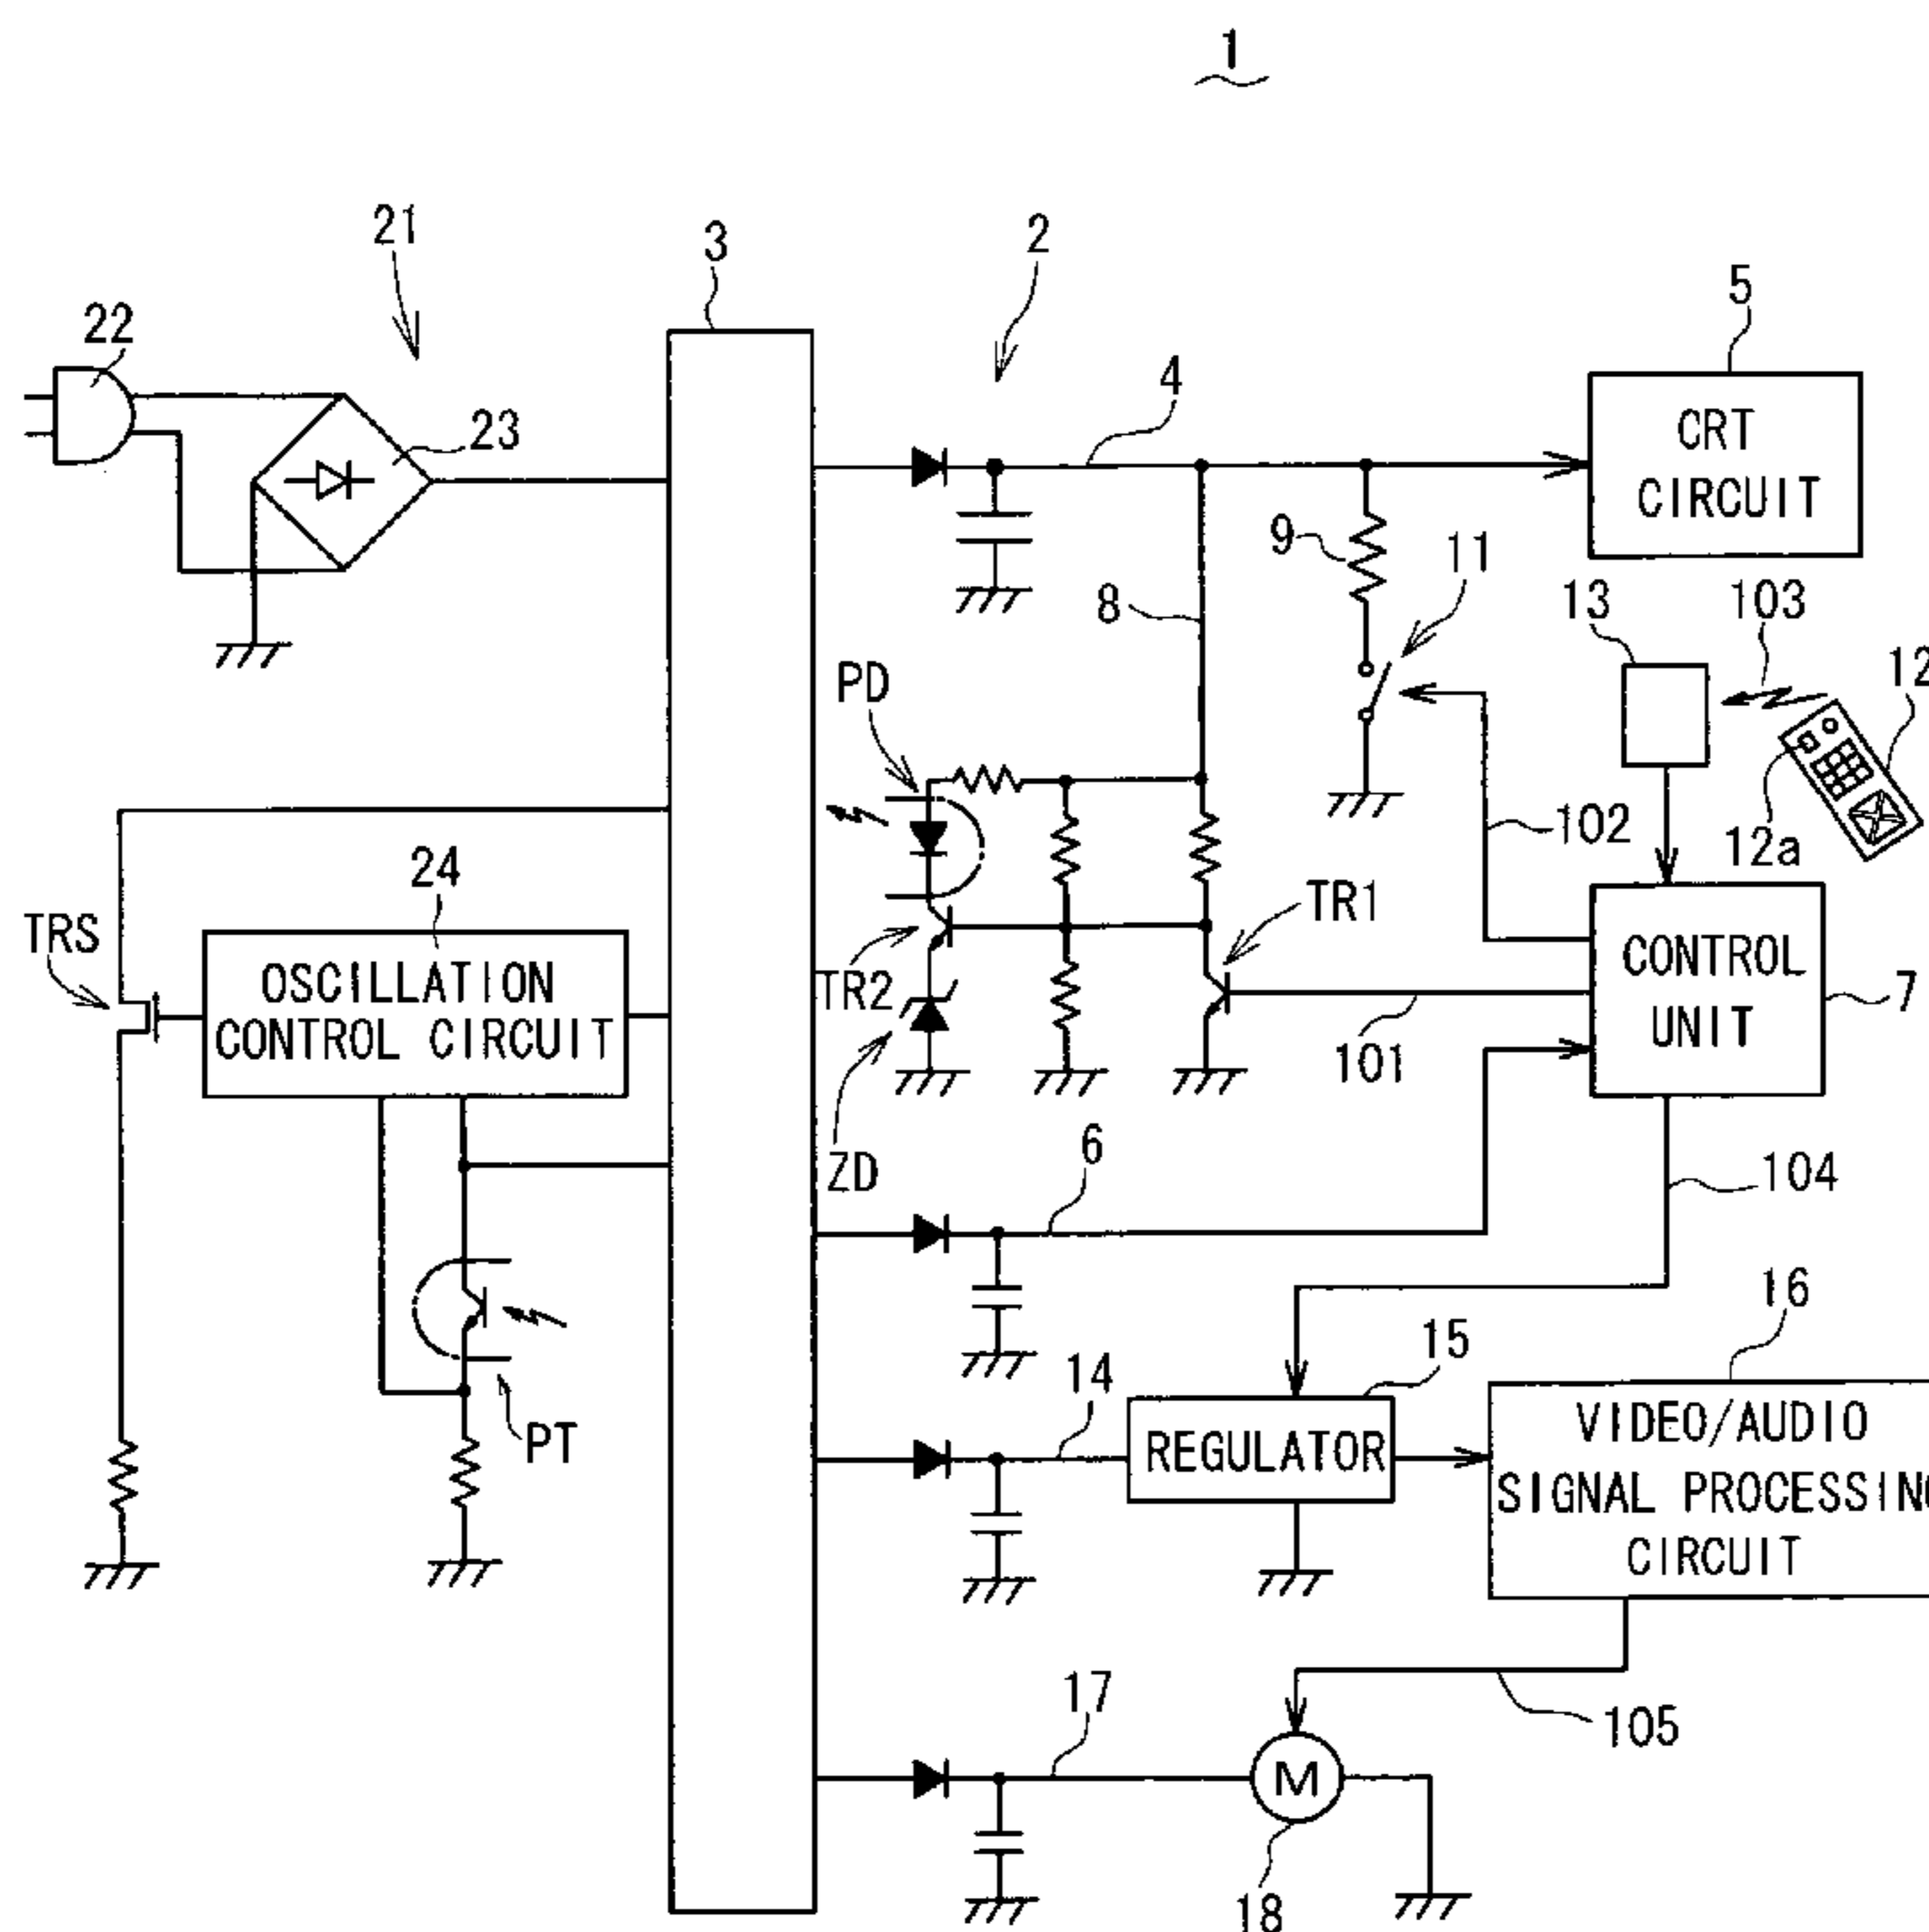 1
21
3
2
5
22
4
23
CRT
CIRCUIT
9
11
8
13
103
12
PD
102
12a
24
TR1
TRS
OSCILLATION
CONTROL CIRCUIT
CONTROL
UNIT
TR2
7
101
6
ZD
104
16
15
14
VIDEO/AUDIO
PT
REGULATOR
SIGNAL PROCESSING
CIRCUIT
17
105
M
18